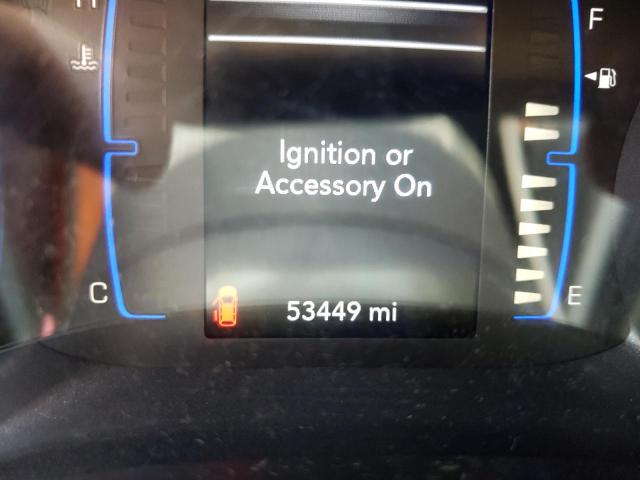 H
F
Ignition or
Accessory On
C
53449 mi
E